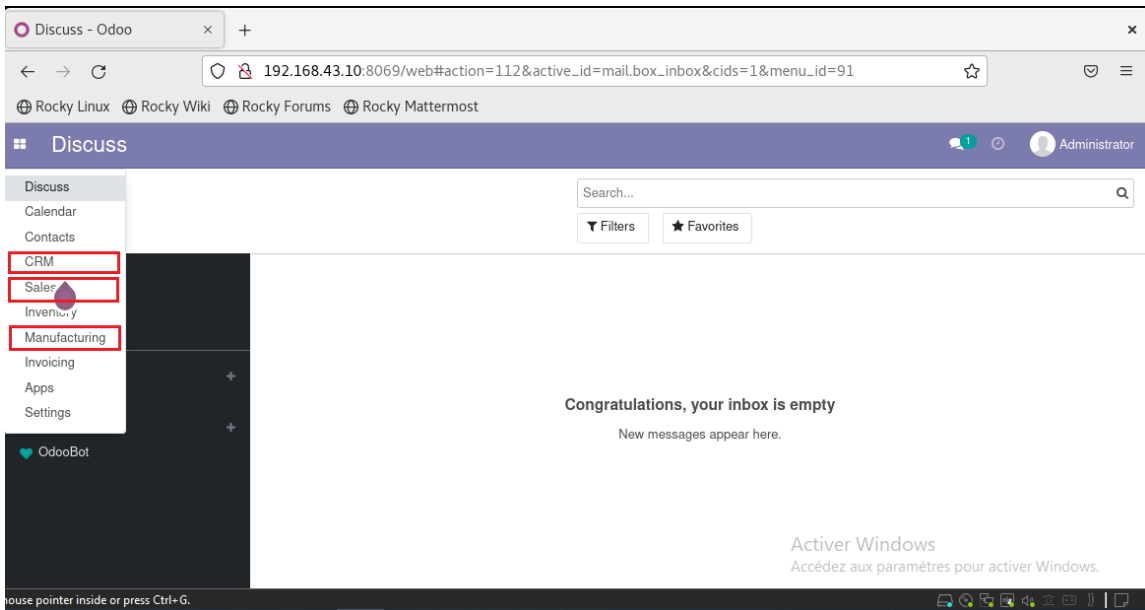 Discuss - Odoo
192.168.43.10:8069/web#action=112&active_id=mail.box_inbox&cids=1&menu_id=91
Rocky Linux Rocky Wiki Rocky Forums Rocky Mattermost
Discuss 1 Administrator
Discuss
Calendar
Contacts
CRM
Sales
Inventory
Manufacturing
Invoicing
Apps
Settings
OdooBot
Search...
Filters Favorites
Congratulations, your inbox is empty
New messages appear here.
Activer Windows
Accédez aux paramètres pour activer Windows.
mouse pointer inside or press Ctrl+G.